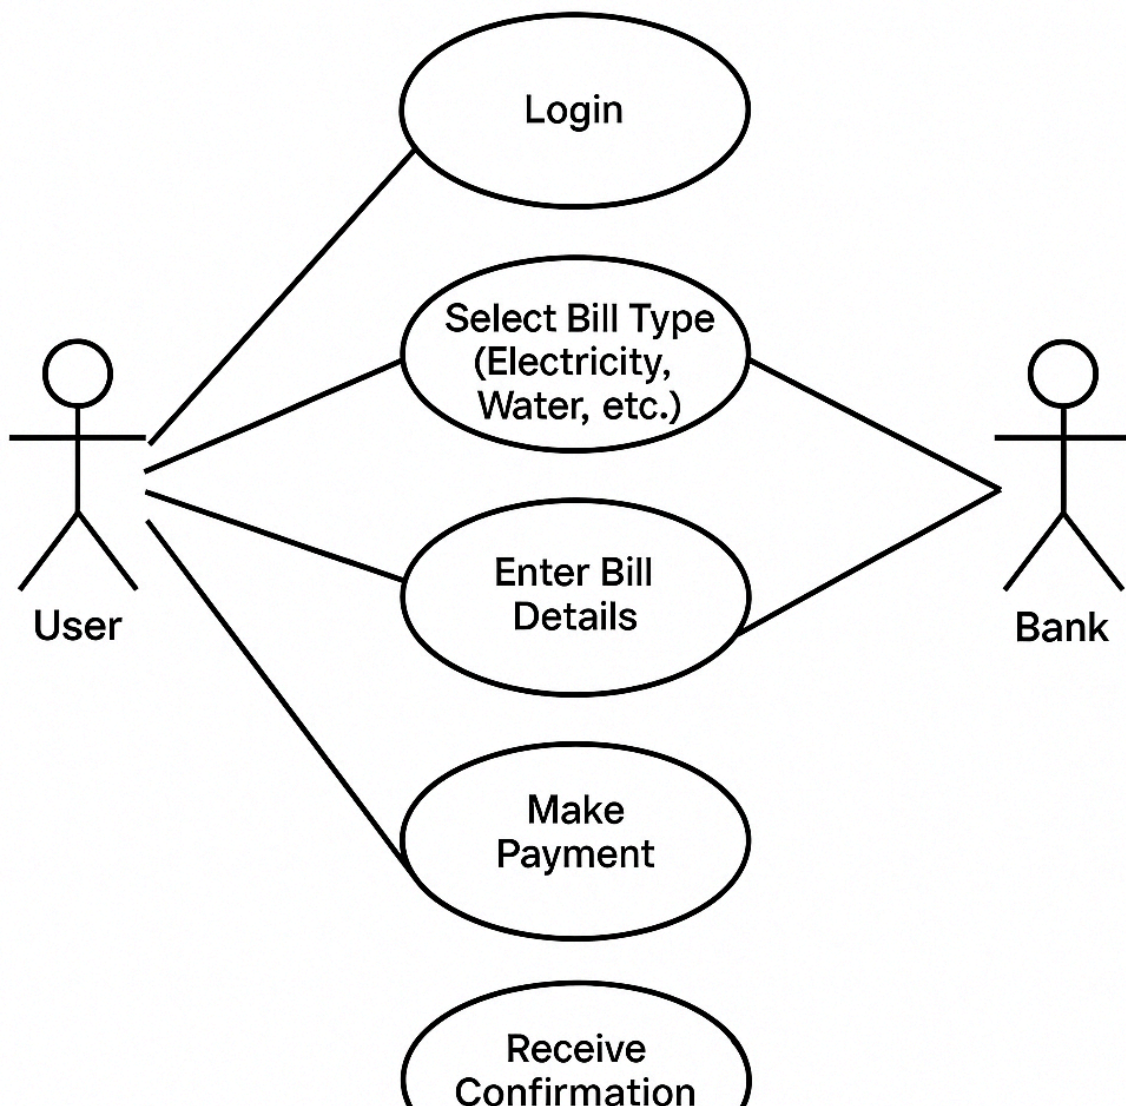 Login
Select Bill Type
(Electricity,
Water, etc.)
User
Enter Bill
Details
Bank
Make
Payment
Receive
Confirmation